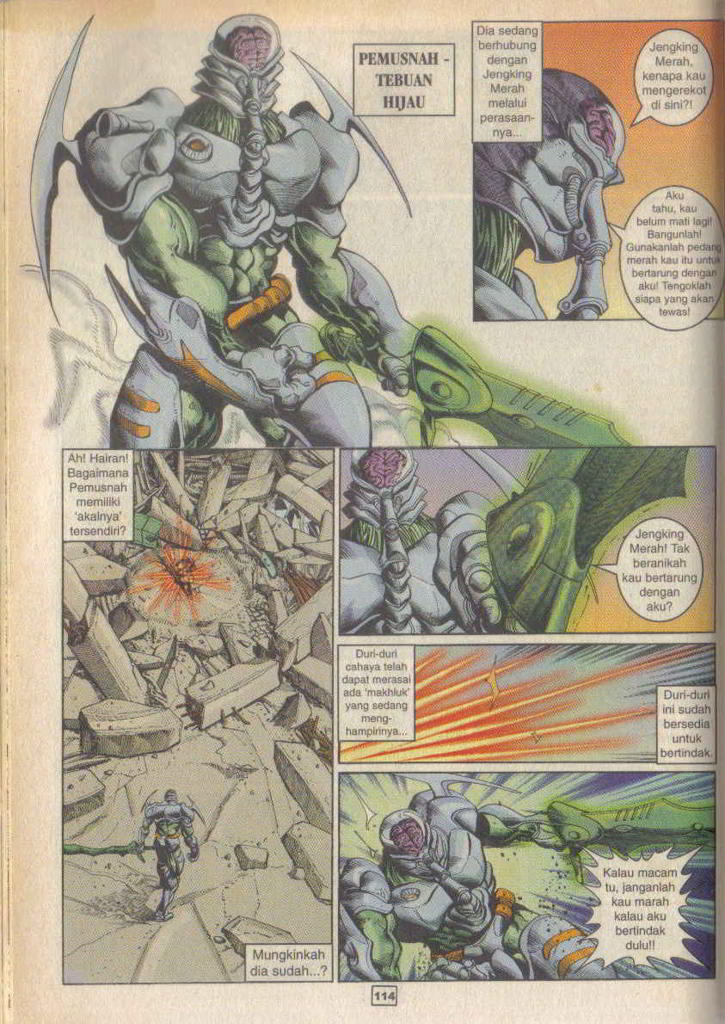 PEMUSNAH -
TEBUAN
HIJAU
Dia sedang
berhubung
dengan
Jengking
Merah
melalui
perasaan-
nya...
Jengking
Merah,
kenapa kau
mengerekot
di sini?!
Aku
tahu, kau
belum mati lagi!
Bangunlah!
Gunakanlah pedang
merah kau itu untuk
bertarung dengan
aku! Tengoklah
siapa yang akan
tewas!
Ah! Hairan!
Bagaimana
Pemusnah
memiliki
'akalnya'
tersendiri?
Mungkinkah
dia sudah...?
Jengking
Merah! Tak
beranikah
kau bertarung
dengan
aku?
Duri-duri
cahaya telah
dapat merasai
ada 'makhluk'
yang sedang
meng-
hampirinya...
Duri-duri
ini sudah
bersedia
untuk
bertindak.
Kalau macam
tu, janganlah
kau marah
kalau aku
bertindak
dulu!!
114